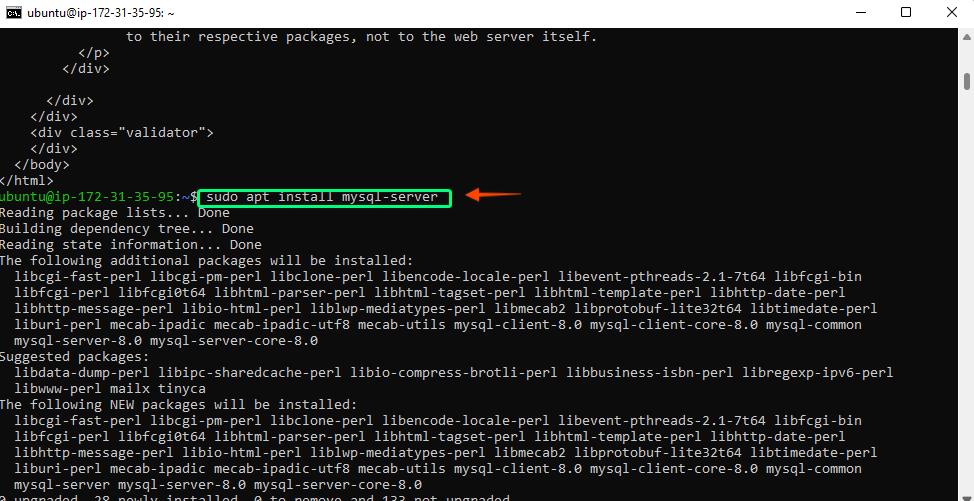 ubuntu@ip-172-31-35-95: ~
to their respective packages, not to the web server itself.
</p>
</div>
</div>
</div>
<div class="validator">
</div>
</body>
</html>
ubuntu@ip-172-31-35-95:~$ sudo apt install mysql-server
Reading package lists... Done
Building dependency tree... Done
Reading state information... Done
The following additional packages will be installed:
libcgi-fast-perl libcgi-pm-perl libclone-perl libencode-locale-perl libevent-pthreads-2.1-7t64 libfcgi-bin
libfcgi-perl libfcgi0t64 libhtml-parser-perl libhtml-tagset-perl libhtml-template-perl libhttp-date-perl
libhttp-message-perl libio-html-perl liblwp-mediatypes-perl libmecab2 libprotobuf-lite32t64 libtimedate-perl
liburi-perl mecab-ipadic mecab-ipadic-utf8 mecab-utils mysql-client-8.0 mysql-client-core-8.0 mysql-common
mysql-server-8.0 mysql-server-core-8.0
Suggested packages:
libdata-dump-perl libipc-sharedcache-perl libio-compress-brotli-perl libbusiness-isbn-perl libregexp-ipv6-perl
libwww-perl mailx tinyca
The following NEW packages will be installed:
libcgi-fast-perl libcgi-pm-perl libclone-perl libencode-locale-perl libevent-pthreads-2.1-7t64 libfcgi-bin
libfcgi-perl libfcgi0t64 libhtml-parser-perl libhtml-tagset-perl libhtml-template-perl libhttp-date-perl
libhttp-message-perl libio-html-perl liblwp-mediatypes-perl libmecab2 libprotobuf-lite32t64 libtimedate-perl
liburi-perl mecab-ipadic mecab-ipadic-utf8 mecab-utils mysql-client-8.0 mysql-client-core-8.0 mysql-common
mysql-server mysql-server-8.0 mysql-server-core-8.0
0 upgraded, 28 newly installed, 0 to remove and 133 not upgraded.